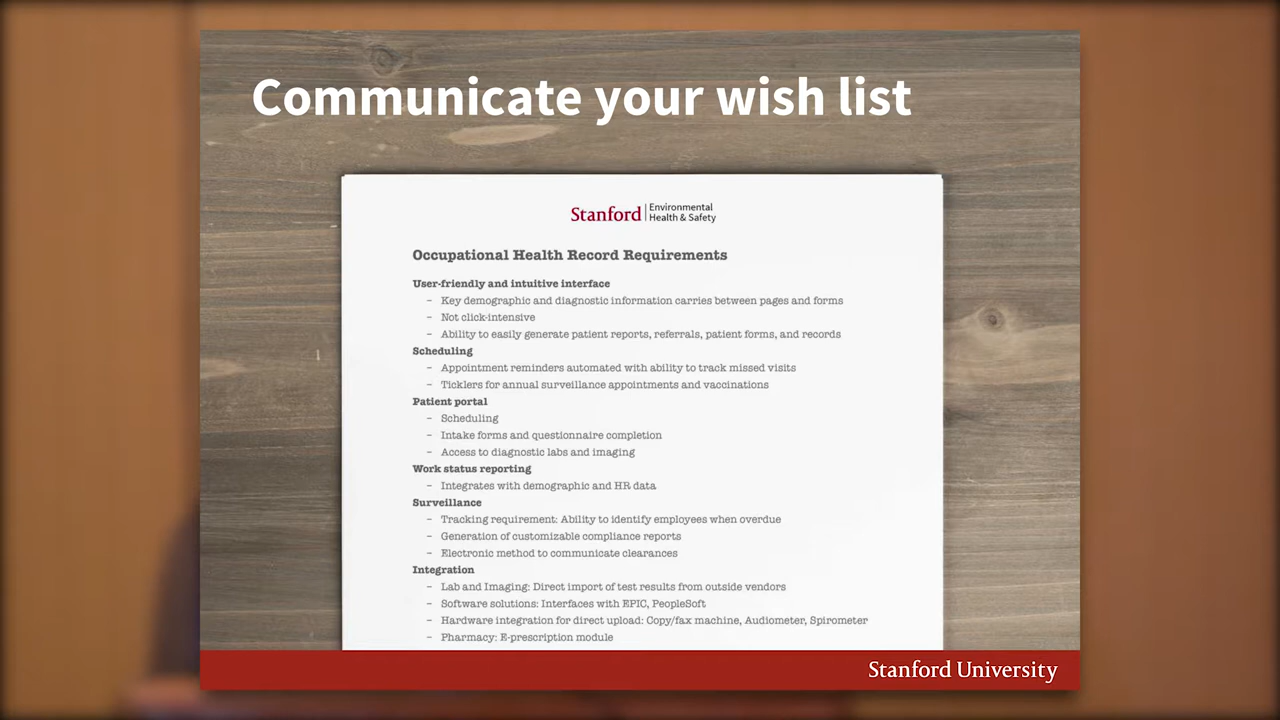 Communicate your wish list
Stanford | Environmental
Health & Safety
Occupational Health Record Requirements
User-friendly and intuitive interface
– Key demographic and diagnostic information carries between pages and forms
– Not click-intensive
– Ability to easily generate patient reports, referrals, patient forms, and records
Scheduling
– Appointment reminders automated with ability to track missed visits
– Ticklers for annual surveillance appointments and vaccinations
Patient portal
– Scheduling
– Intake forms and questionnaire completion
– Access to diagnostic labs and imaging
Work status reporting
– Integrates with demographic and HR data
Surveillance
– Tracking requirement: Ability to identify employees when overdue
– Generation of customizable compliance reports
– Electronic method to communicate clearances
Integration
– Lab and Imaging: Direct import of test results from outside vendors
– Software solutions: Interfaces with EPIC, PeopleSoft
– Hardware integration for direct upload: Copy/fax machine, Audiometer, Spirometer
– Pharmacy: E-prescription module
Stanford University